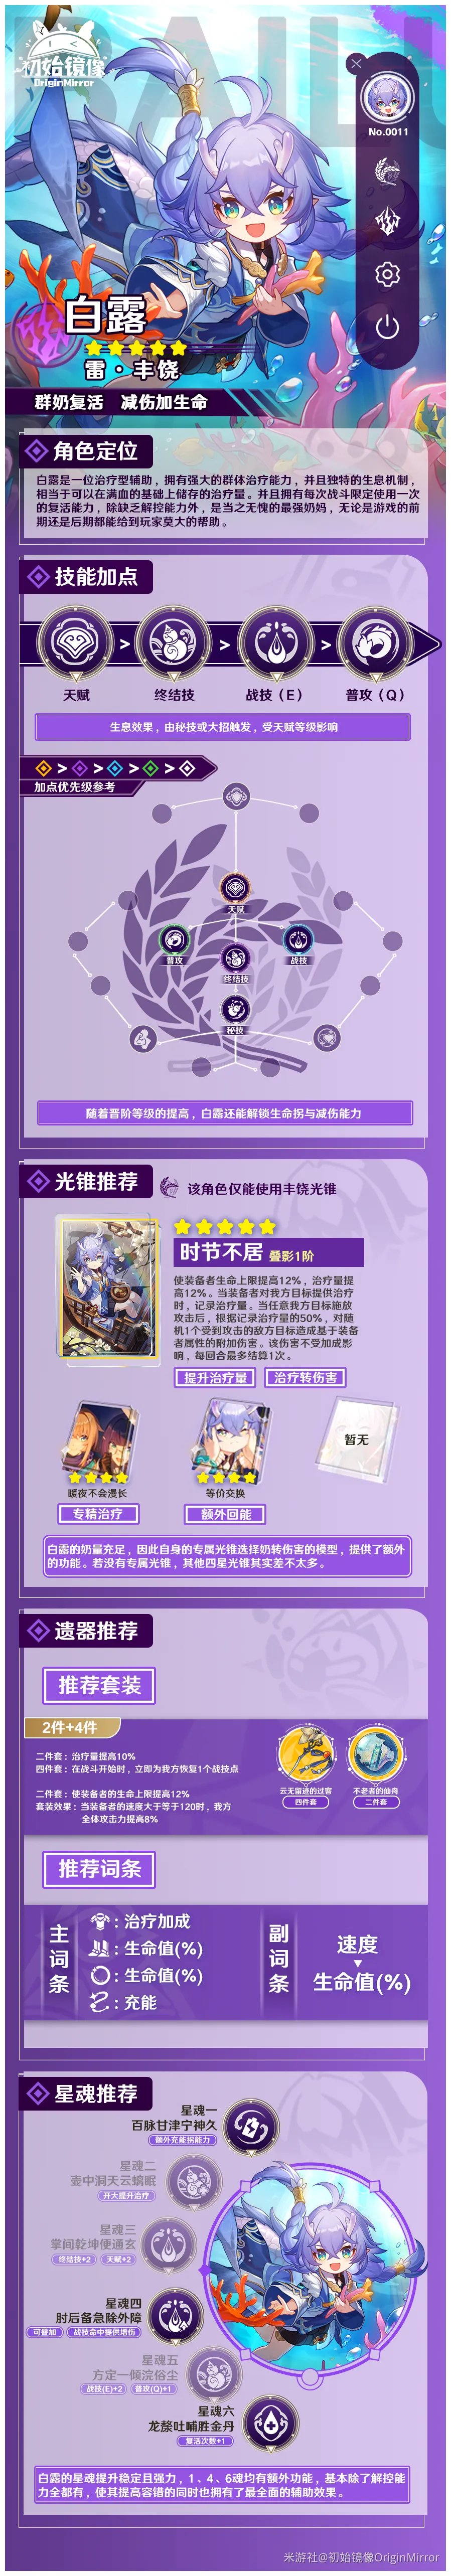 BAILU
初始镜像
OriginMirror
No.0011
白露
雷·丰饶
群奶复活 减伤加生命
角色定位
白露是一位治疗型辅助，拥有强大的群体治疗能力，并且独特的生息机制，
相当于可以在满血的基础上储存的治疗量。并且拥有每次战斗限定使用一次
的复活能力，除缺乏解控能力外，是当之无愧的最强奶妈，无论是游戏的前
期还是后期都能给到玩家莫大的帮助。
技能加点
> > >
天赋 终结技 战技（E） 普攻（Q）
生息效果，由秘技或大招触发，受天赋等级影响
> > > >
加点优先级参考
天赋
普攻 战技
终结技
秘技
随着晋阶等级的提高，白露还能解锁生命拐与减伤能力
光锥推荐 该角色仅能使用丰饶光锥
时节不居 叠影1阶
使装备者生命上限提高12%，治疗量提
高12%。当装备者对我方目标提供治疗
时，记录治疗量。当任意我方目标施放
攻击后，根据记录治疗量的50%，对随
机1个受到攻击的敌方目标造成基于装备
者属性的附加伤害。该伤害不受加成影
响，每回合最多结算1次。
提升治疗量 治疗转伤害
暂无
暖夜不会漫长 等价交换
专精治疗 额外回能
白露的奶量充足，因此自身的专属光锥选择奶转伤害的模型，提供了额外
的功能。若没有专属光锥，其他四星光锥其实差不太多。
遗器推荐
推荐套装
2件+4件
二件套：治疗量提高10%
四件套：在战斗开始时，立即为我方恢复1个战技点
二件套：使装备者的生命上限提高12%
套装效果：当装备者的速度大于等于120时，我方
全体攻击力提高8%
云无留迹的过客 不老者的仙舟
四件套 二件套
推荐词条
主词条
：治疗加成
：生命值(%)
：生命值(%)
：充能
副词条
速度
生命值(%)
星魂推荐
星魂一
百脉甘津宁神久
额外充能拐能力
星魂二
壶中洞天云螭眠
开大提升治疗
星魂三
掌间乾坤便通玄
终结技+2 天赋+2
星魂四
肘后备急除外障
可叠加 战技命中提供增伤
星魂五
方定一倾浣俗尘
战技(E)+2 普攻(Q)+1
星魂六
龙漦吐哺胜金丹
复活次数+1
白露的星魂提升稳定且强力，1、4、6魂均有额外功能，基本除了解控能
力全都有，使其提高容错的同时也拥有了最全面的辅助效果。
米游社@初始镜像OriginMirror